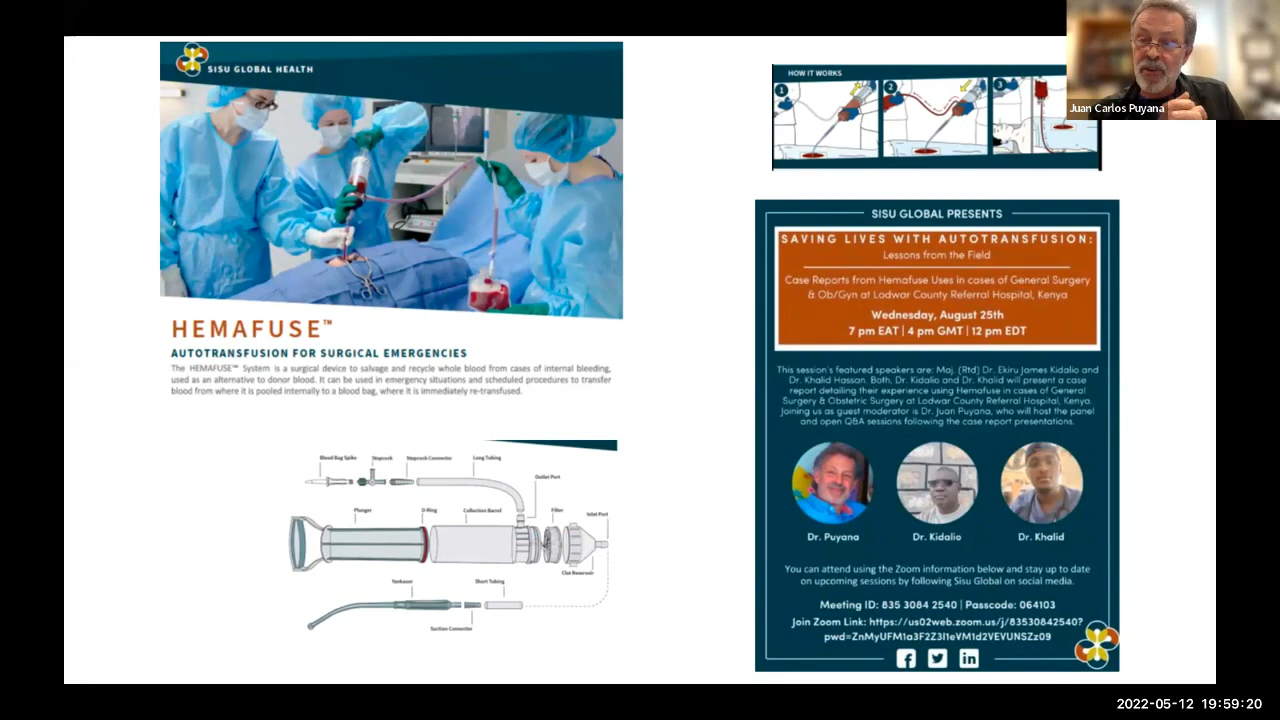 SISU GLOBAL HEALTH
HEMAFUSE™
AUTOTRANSFUSION FOR SURGICAL EMERGENCIES
The HEMAFUSE™ System is a surgical device to salvage and recycle whole blood from cases of internal bleeding,
used as an alternative to donor blood. It can be used in emergency situations and scheduled procedures to transfer
blood from where it is pooled internally to a blood bag, where it is immediately re-transfused.
Blood Bag Spike
Stopcock
Stopcock Connector
Long Tubing
Outlet Port
Plunger
O-Ring
Collection Barrel
Filter
Inlet Port
Clot Reservoir
Yankauer
Short Tubing
Suction Connector
HOW IT WORKS
1
2
3
Juan Carlos Puyana
SISU GLOBAL PRESENTS
SAVING LIVES WITH AUTOTRANSFUSION:
Lessons from the Field
Case Reports from Hemafuse Uses in cases of General Surgery
& Ob/Gyn at Lodwar County Referral Hospital, Kenya
Wednesday, August 25th
7 pm EAT | 4 pm GMT | 12 pm EDT
This session's featured speakers are: Maj. (Rtd) Dr. Ekiru James Kidalio and
Dr. Khalid Hassan. Both, Dr. Kidalio and Dr. Khalid will present a case
report detailing their experience using Hemafuse in cases of General
Surgery & Obstetric Surgery at Lodwar County Referral Hospital, Kenya.
Joining us as guest moderator is Dr. Juan Puyana, who will host the panel
and open Q&A sessions following the case report presentations.
Dr. Puyana
Dr. Kidalio
Dr. Khalid
You can attend using the Zoom information below and stay up to date
on upcoming sessions by following Sisu Global on social media.
Meeting ID: 835 3084 2540 | Passcode: 064103
Join Zoom Link: https://us02web.zoom.us/j/83530842540?
pwd=ZnMyUFM1a3F2Z3I1eVM1d2VEVUNSZz09
2022-05-12 19:59:20